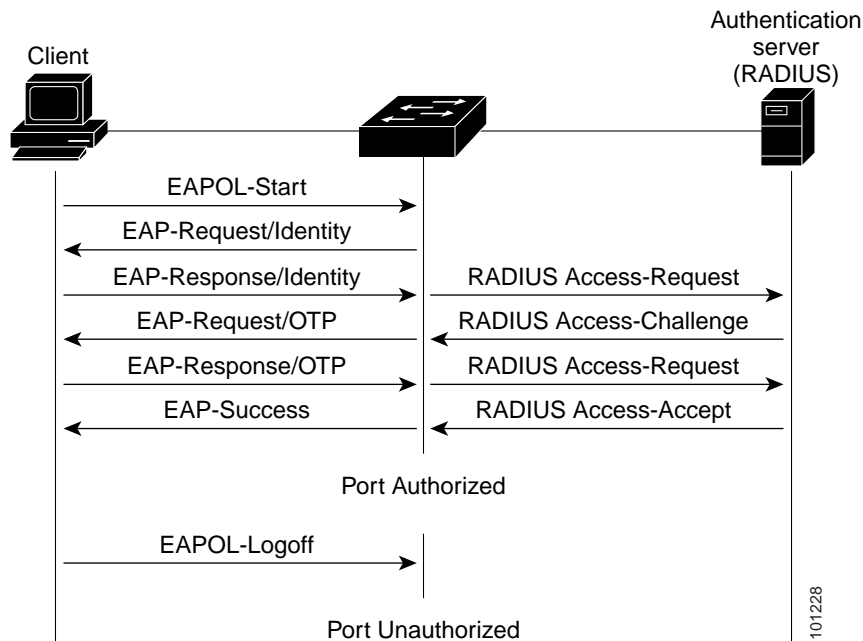 Authentication
server
(RADIUS)
Client
EAPOL-Start
EAP-Request/Identity
EAP-Response/Identity
RADIUS Access-Request
EAP-Request/OTP
RADIUS Access-Challenge
EAP-Response/OTP
RADIUS Access-Request
EAP-Success
RADIUS Access-Accept
Port Authorized
EAPOL-Logoff
Port Unauthorized
101228